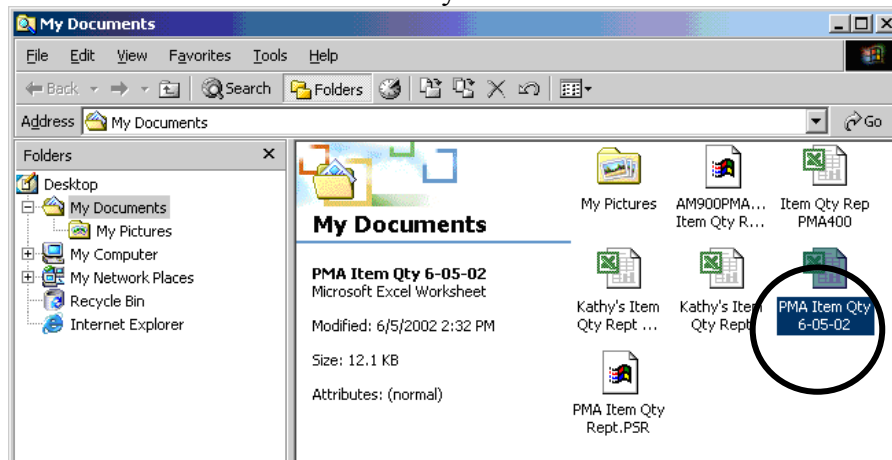 My Documents
File Edit View Favorites Tools Help
Back Search Folders
Address My Documents Go
Folders
Desktop
My Documents
My Pictures
My Computer
My Network Places
Recycle Bin
Internet Explorer
My Documents
PMA Item Qty 6-05-02
Microsoft Excel Worksheet
Modified: 6/5/2002 2:32 PM
Size: 12.1 KB
Attributes: (normal)
My Pictures
AM900PMA...
Item Qty R...
Item Qty Rep
PMA400
Kathy's Item
Qty Rept ...
Kathy's Item
Qty Rept
PMA Item Qty
6-05-02
PMA Item Qty
Rept.PSR